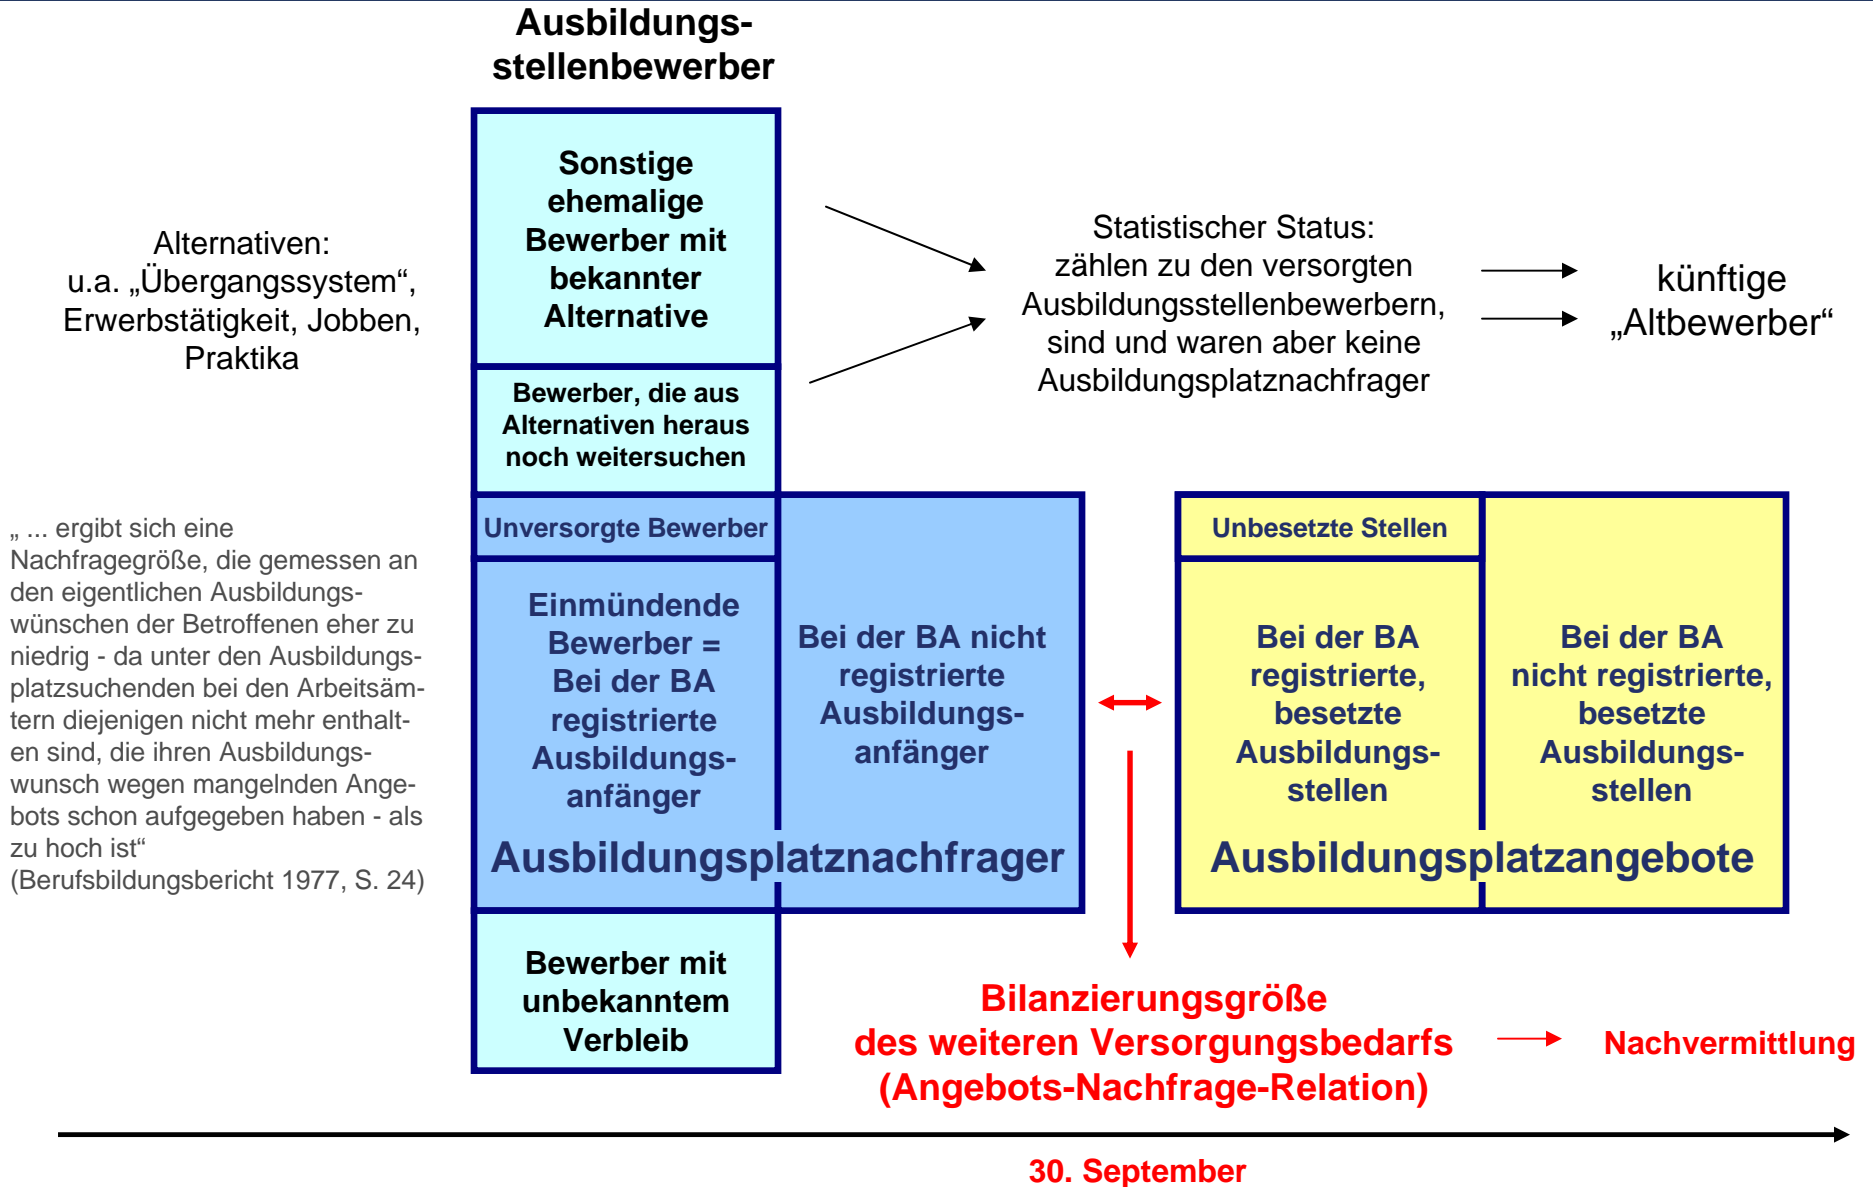 Ausbildungs-
stellenbewerber
Sonstige
ehemalige
Bewerber mit
bekannter
Alternative
Alternativen:
u.a. „Übergangssystem“,
Erwerbstätigkeit, Jobben,
Praktika
Statistischer Status:
zählen zu den versorgten
Ausbildungsstellenbewerbern,
sind und waren aber keine
Ausbildungsplatznachfrager
künftige
„Altbewerber“
Bewerber, die aus
Alternativen heraus
noch weitersuchen
„ ... ergibt sich eine
Nachfragegröße, die gemessen an
den eigentlichen Ausbildungs-
wünschen der Betroffenen eher zu
niedrig - da unter den Ausbildungs-
platzsuchenden bei den Arbeitsäm-
tern diejenigen nicht mehr enthalt-
en sind, die ihren Ausbildungs-
wunsch wegen mangelnden Ange-
bots schon aufgegeben haben - als
zu hoch ist“
(Berufsbildungsbericht 1977, S. 24)
Unversorgte Bewerber
Einmündende
Bewerber =
Bei der BA
registrierte
Ausbildungs-
anfänger
Bei der BA nicht
registrierte
Ausbildungs-
anfänger
Ausbildungsplatznachfrager
Unbesetzte Stellen
Bei der BA
registrierte,
besetzte
Ausbildungs-
stellen
Bei der BA
nicht registrierte,
besetzte
Ausbildungs-
stellen
Ausbildungsplatzangebote
Bewerber mit
unbekanntem
Verbleib
Bilanzierungsgröße
des weiteren Versorgungsbedarfs
(Angebots-Nachfrage-Relation)
Nachvermittlung
30. September